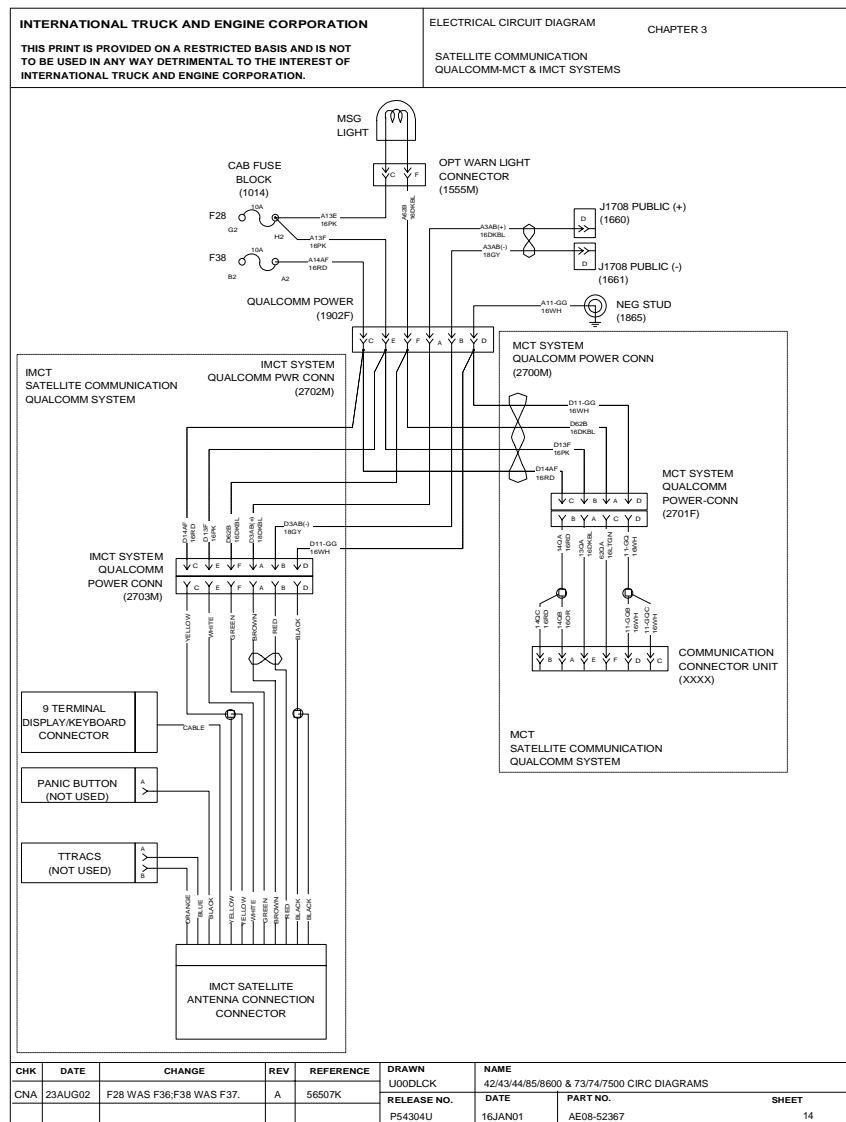 INTERNATIONAL TRUCK AND ENGINE CORPORATION
THIS PRINT IS PROVIDED ON A RESTRICTED BASIS AND IS NOT
TO BE USED IN ANY WAY DETRIMENTAL TO THE INTEREST OF
INTERNATIONAL TRUCK AND ENGINE CORPORATION.
ELECTRICAL CIRCUIT DIAGRAM
CHAPTER 3
SATELLITE COMMUNICATION
QUALCOMM-MCT & IMCT SYSTEMS
MSG
LIGHT
C F
OPT WARN LIGHT
CONNECTOR
(1555M)
CAB FUSE
BLOCK
(1014)
F28
10A
G2
H2
A13E
16PK
A13F
16PK
F38
10A
B2
A2
A14AF
16RD
A62B
16DKBL
A3AB(+)
16DKBL
A3AB(-)
18GY
D
J1708 PUBLIC (+)
(1660)
D
J1708 PUBLIC (-)
(1661)
A11-GG
16WH
NEG STUD
(1865)
QUALCOMM POWER
(1902F)
C E F A B D
IMCT
SATELLITE COMMUNICATION
QUALCOMM SYSTEM
IMCT SYSTEM
QUALCOMM PWR CONN
(2702M)
MCT SYSTEM
QUALCOMM POWER CONN
(2700M)
D11-GG
16WH
D62B
16DKBL
D13F
16PK
D14AF
16RD
MCT SYSTEM
QUALCOMM
POWER-CONN
(2701F)
C B A D
B A C D
14QA
16RD
13QA
16DKBL
62QA
16LTGN
11-GQ
16WH
14QC
16RD
14QB
16OR
11-GQB
16WH
11-GQC
16WH
B A E F D C
COMMUNICATION
CONNECTOR UNIT
(XXXX)
MCT
SATELLITE COMMUNICATION
QUALCOMM SYSTEM
D14AF
16RD
D13F
16PK
D62B
16DKBL
D3AB(+)
18DKBL
D3AB(-)
18GY
D11-GG
16WH
IMCT SYSTEM
QUALCOMM
POWER CONN
(2703M)
C E F A B D
C E F A B D
YELLOW
WHITE
GREEN
BROWN
RED
BLACK
9 TERMINAL
DISPLAY/KEYBOARD
CONNECTOR
CABLE
PANIC BUTTON
(NOT USED)
A
TTRACS
(NOT USED)
A
B
ORANGE
BLUE
BLACK
YELLOW
YELLOW
WHITE
GREEN
BROWN
RED
BLACK
BLACK
IMCT SATELLITE
ANTENNA CONNECTION
CONNECTOR
CHK DATE CHANGE REV REFERENCE
CNA 23AUG02 F28 WAS F36;F38 WAS F37. A 56507K
DRAWN
U00DLCK
NAME
42/43/44/85/8600 & 73/74/7500 CIRC DIAGRAMS
RELEASE NO.
P54304U
DATE
16JAN01
PART NO.
AE08-52367
SHEET
14